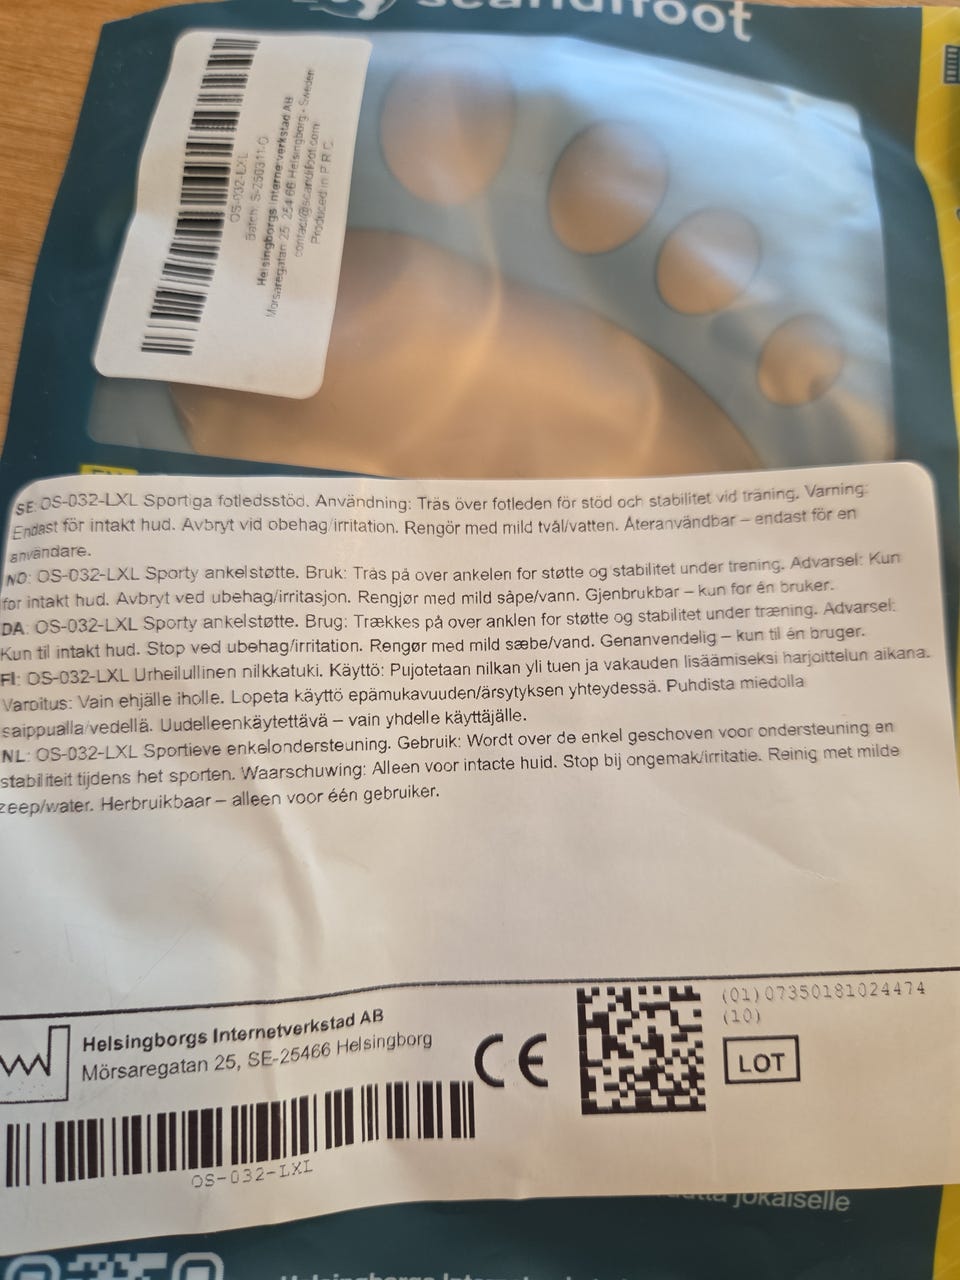 scandifoot
OS-032-LXL
Helsingborgs Internetverkstad AB
Mörsaregatan 25 254 66 Helsingborg - Sweden
contact@scandifoot.com
Produced in P.R.C.
SE: OS-032-LXL Sportiga fotledsstöd. Användning: Träs över fotleden för stöd och stabilitet vid träning. Varning:
Endast för intakt hud. Avbryt vid obehag/irritation. Rengör med mild tvål/vatten. Återanvändbar – endast för en
användare.
NO: OS-032-LXL Sporty ankelstøtte. Bruk: Træs på over ankelen for støtte og stabilitet under trening. Advarsel: Kun
for intakt hud. Avbryt ved ubehag/irritasjon. Rengjør med mild såpe/vann. Gjenbrukbar – kun for én bruker.
DA: OS-032-LXL Sporty ankelstøtte. Brug: Trækkes på over anklen for støtte og stabilitet under træning. Advarsel:
Kun til intakt hud. Stop ved ubehag/irritation. Rengør med mild sæbe/vand. Genanvendelig – kun til én bruger.
FI: OS-032-LXL Urheilullinen nilkkatuki. Käyttö: Pujotetaan nilkan yli tuen ja vakauden lisäämiseksi harjoittelun aikana.
Varoitus: Vain ehjälle iholle. Lopeta käyttö epämukavuuden/ärsytyksen yhteydessä. Puhdista miedolla
saippualla/vedellä. Uudelleenkäytettävä – vain yhdelle käyttäjälle.
NL: OS-032-LXL Sportieve enkelondersteuning. Gebruik: Wordt over de enkel geschoven voor ondersteuning en
stabiliteit tijdens het sporten. Waarschuwing: Alleen voor intacte huid. Stop bij ongemak/irritatie. Reinig met milde
zeep/water. Herbruikbaar – alleen voor één gebruiker.
Helsingborgs Internetverkstad AB
Mörsaregatan 25, SE-25466 Helsingborg
CE
(01)07350181024474
(10)
LOT
OS-032-LXL
jokaiselle